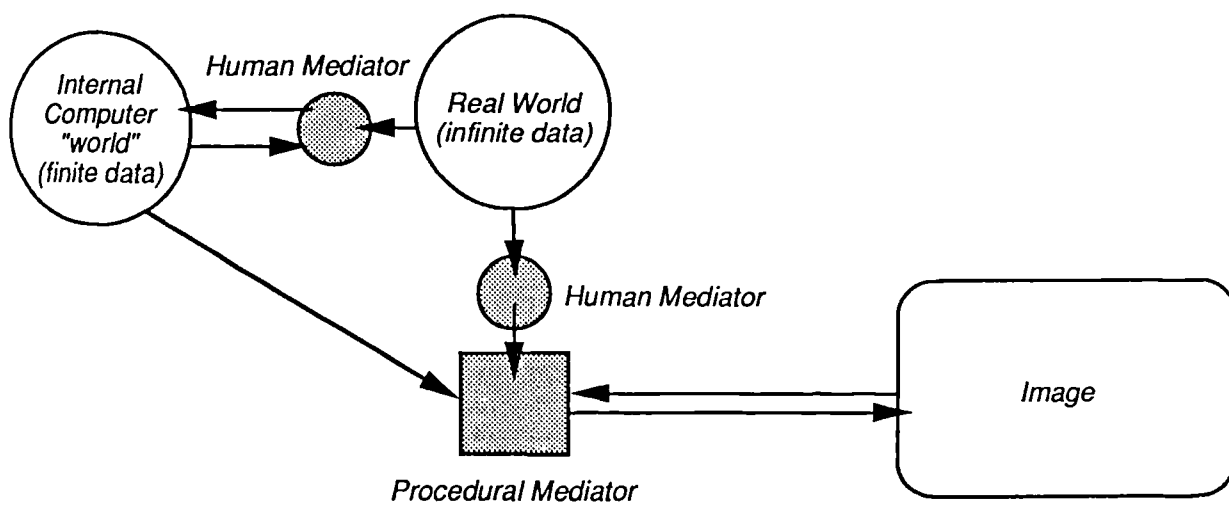 Internal
Computer
"world"
(finite data)
Human Mediator
Real World
(infinite data)
Human Mediator
Image
Procedural Mediator